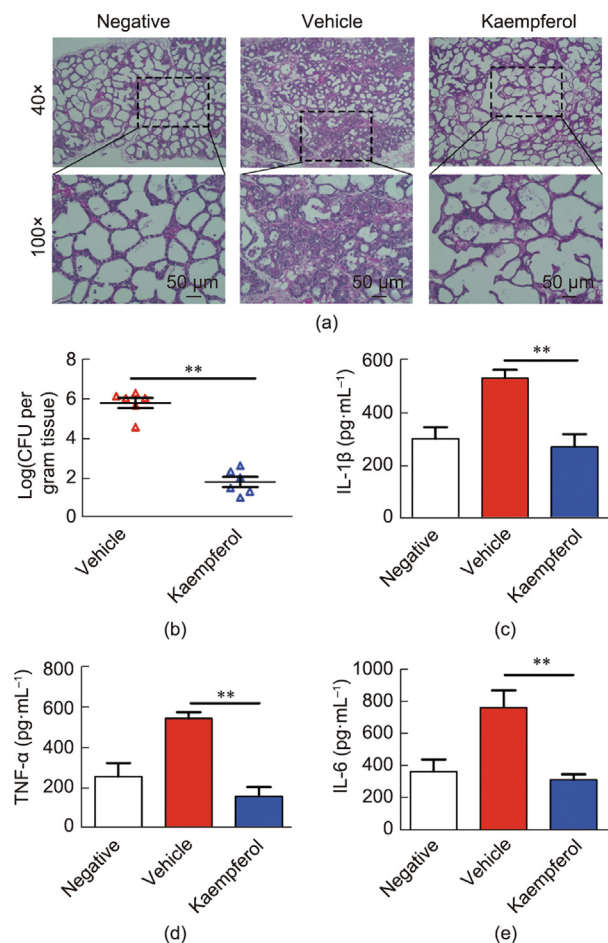 Negative Vehicle Kaempferol
40×
100×
50 μm 50 μm 50 μm
(a)
Log(CFU per
gram tissue)
8
6
4
2
0
**
Vehicle
Kaempferol
(b)
IL-1β (pg·mL−1)
600
400
200
0
**
Negative
Vehicle
Kaempferol
(c)
TNF-α (pg·mL−1)
800
600
400
200
0
**
Negative
Vehicle
Kaempferol
(d)
IL-6 (pg·mL−1)
1000
800
600
400
200
0
**
Negative
Vehicle
Kaempferol
(e)